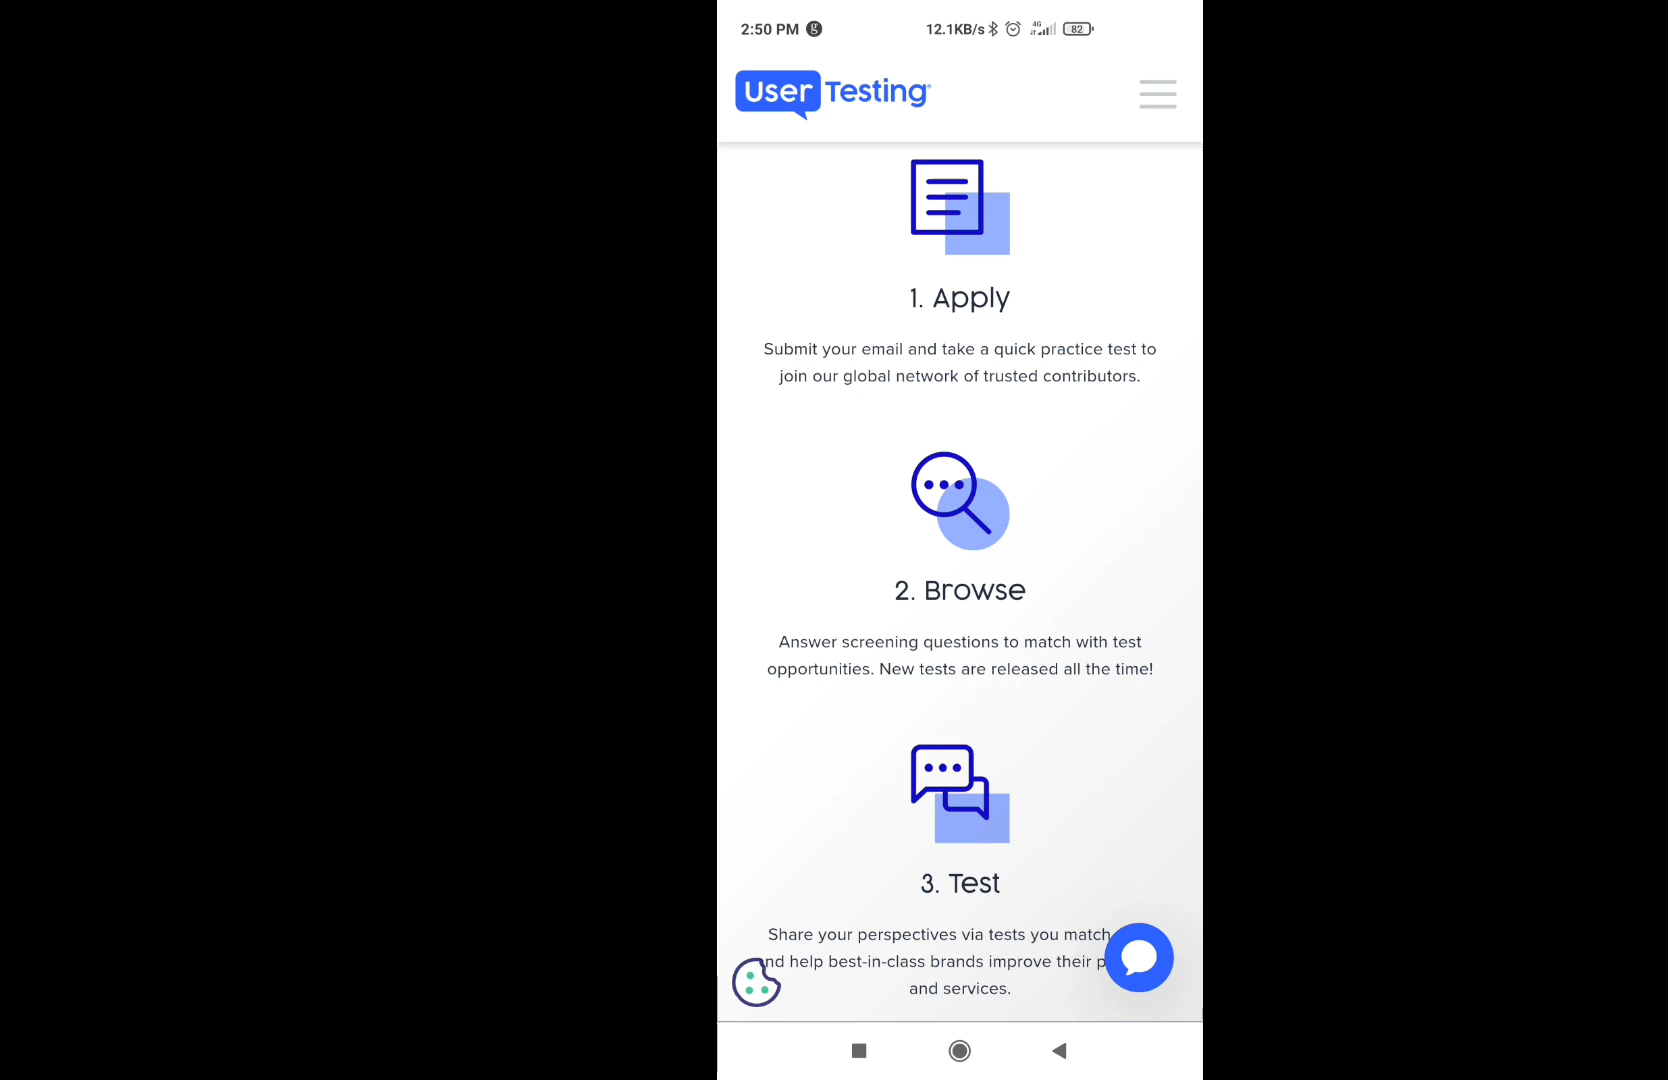 2:50 PM g 12.1KB/s 4G 82
User Testing
1. Apply
Submit your email and take a quick practice test to
join our global network of trusted contributors.
2. Browse
Answer screening questions to match with test
opportunities. New tests are released all the time!
3. Test
Share your perspectives via tests you match
nd help best-in-class brands improve their p
and services.